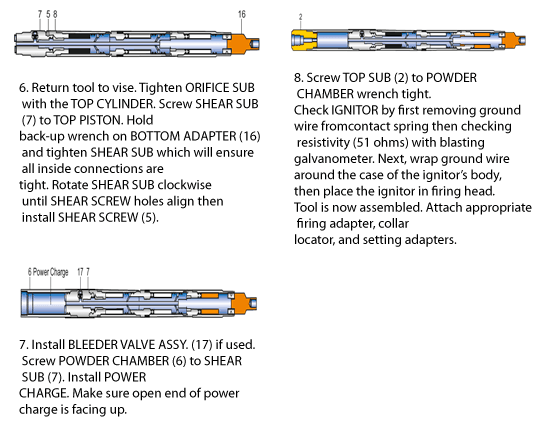 7 5 8 16
6. Return tool to vise. Tighten ORIFICE SUB
with the TOP CYLINDER. Screw SHEAR SUB
(7) to TOP PISTON. Hold
back-up wrench on BOTTOM ADAPTER (16)
and tighten SHEAR SUB which will ensure
all inside connections are
tight. Rotate SHEAR SUB clockwise
until SHEAR SCREW holes align then
install SHEAR SCREW (5).
6 Power Charge 17 7
7. Install BLEEDER VALVE ASSY. (17) if used.
Screw POWDER CHAMBER (6) to SHEAR
SUB (7). Install POWER
CHARGE. Make sure open end of power
charge is facing up.
2
8. Screw TOP SUB (2) to POWDER
CHAMBER wrench tight.
Check IGNITOR by first removing ground
wire fromcontact spring then checking
resistivity (51 ohms) with blasting
galvanometer. Next, wrap ground wire
around the case of the ignitor's body,
then place the ignitor in firing head.
Tool is now assembled. Attach appropriate
firing adapter, collar
locator, and setting adapters.